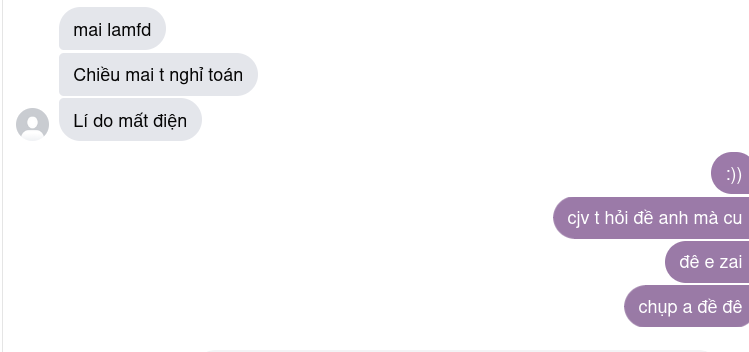 mai lamfd
Chiều mai t nghỉ toán
Lí do mất điện
:))
cjv t hỏi đề anh mà cu
đê e zai
chụp a đề đê